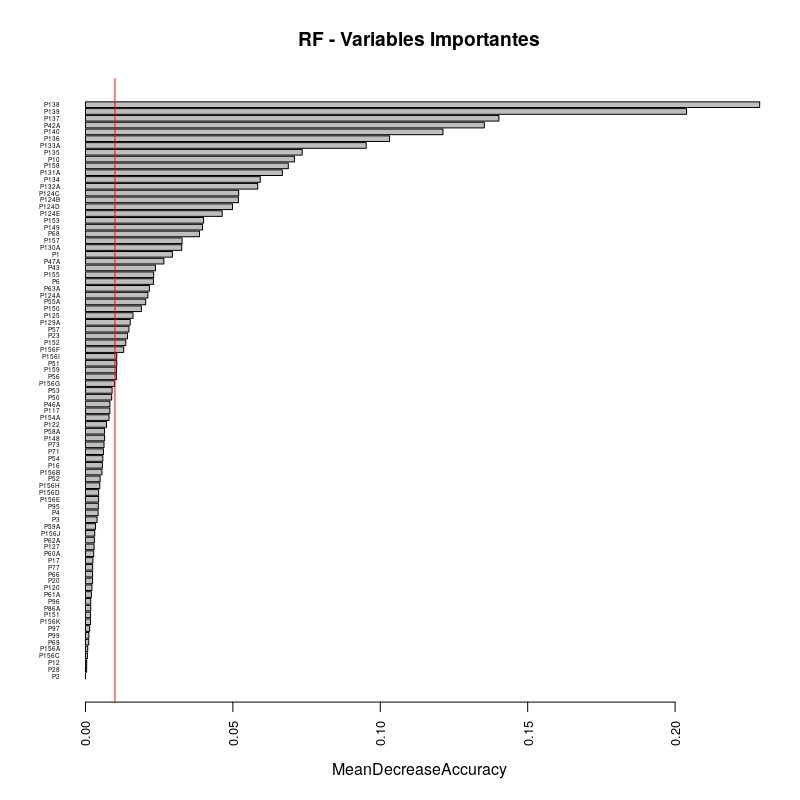 RF - Variables Importantes
P138
P139
P137
P42A
P140
P136
P133A
P135
P10
P158
P131A
P134
P132A
P124C
P124B
P124D
P124E
P153
P149
P68
P157
P130A
P1
P47A
P43
P155
P6
P63A
P124A
P55A
P150
P125
P129A
P57
P23
P152
P156F
P156I
P51
P159
P56
P156G
P53
P50
P46A
P117
P154A
P122
P58A
P148
P73
P71
P54
P16
P156B
P52
P156H
P156D
P156E
P95
P4
P3
P59A
P156J
P62A
P127
P60A
P17
P77
P66
P20
P120
P61A
P96
P86A
P151
P156K
P97
P99
P69
P156A
P156C
P12
P28
P2
0.00 0.05 0.10 0.15 0.20
MeanDecreaseAccuracy